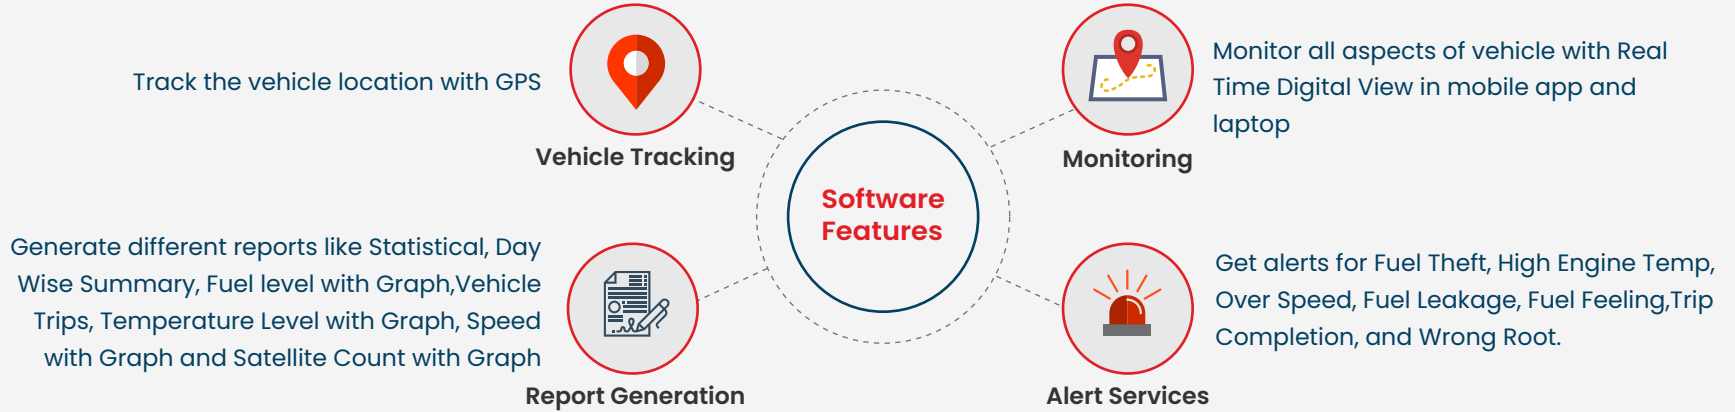 Track the vehicle location with GPS
Vehicle Tracking
Monitor all aspects of vehicle with Real
Time Digital View in mobile app and
laptop
Monitoring
Software
Features
Generate different reports like Statistical, Day
Wise Summary, Fuel level with Graph,Vehicle
Trips, Temperature Level with Graph, Speed
with Graph and Satellite Count with Graph
Report Generation
Get alerts for Fuel Theft, High Engine Temp,
Over Speed, Fuel Leakage, Fuel Feeling,Trip
Completion, and Wrong Root.
Alert Services